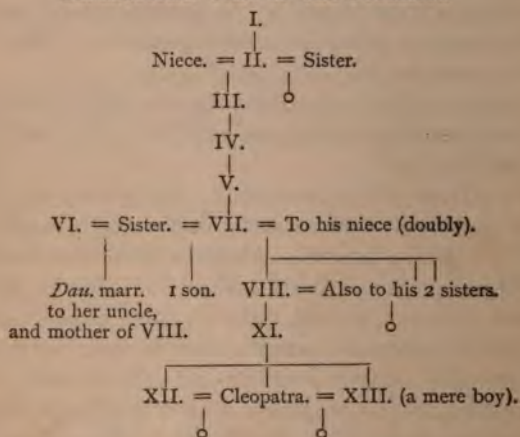 I.
Niece. = II. = Sister.
III.
IV.
V.
VI. = Sister. = VII. = To his niece (doubly).
Dau. marr. 1 son. VIII. = Also to his 2 sisters.
to her uncle,
and mother of VIII. XI.
XII. = Cleopatra. = XIII. (a mere boy).